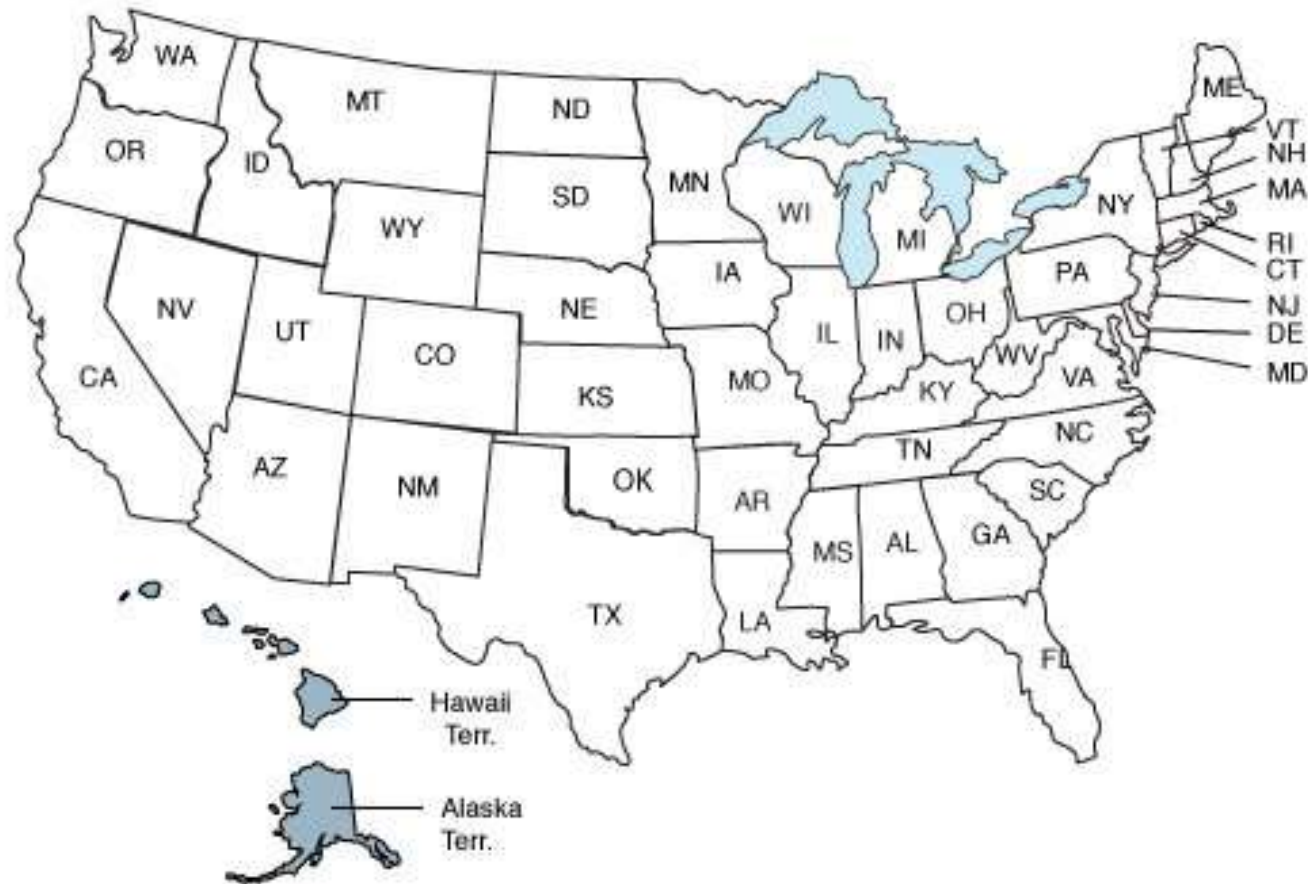 WA
MT
ND
ME
OR
ID
MN
VT
NH
SD
WI
NY
MA
WY
MI
RI
CT
IA
PA
NV
NE
NJ
UT
IL
IN
OH
DE
CO
WV
MD
CA
MO
VA
KS
KY
NC
TN
AZ
NM
OK
AR
SC
MS
AL
GA
TX
LA
FL
Hawaii
Terr.
Alaska
Terr.